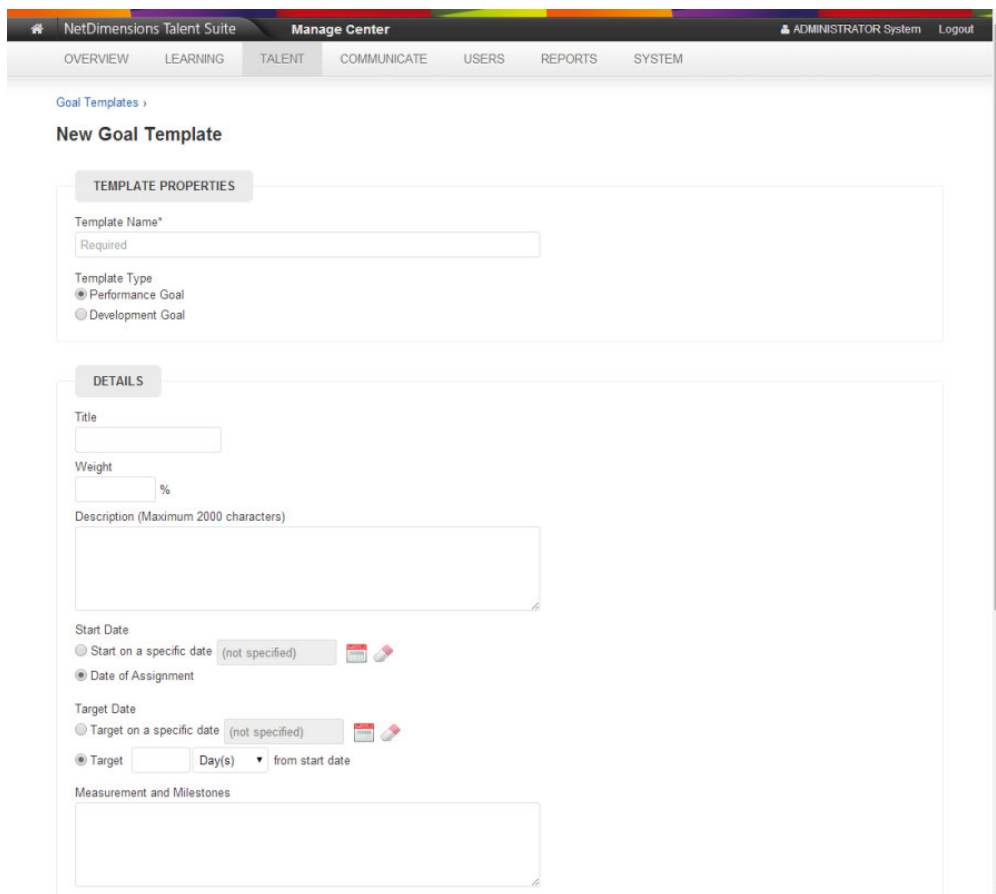 NetDimensions Talent Suite Manage Center ADMINISTRATOR System Logout
OVERVIEW LEARNING TALENT COMMUNICATE USERS REPORTS SYSTEM
Goal Templates ›
New Goal Template
TEMPLATE PROPERTIES
Template Name*
Required
Template Type
Performance Goal
Development Goal
DETAILS
Title
Weight
%
Description (Maximum 2000 characters)
Start Date
Start on a specific date (not specified)
Date of Assignment
Target Date
Target on a specific date (not specified)
Target Day(s) from start date
Measurement and Milestones